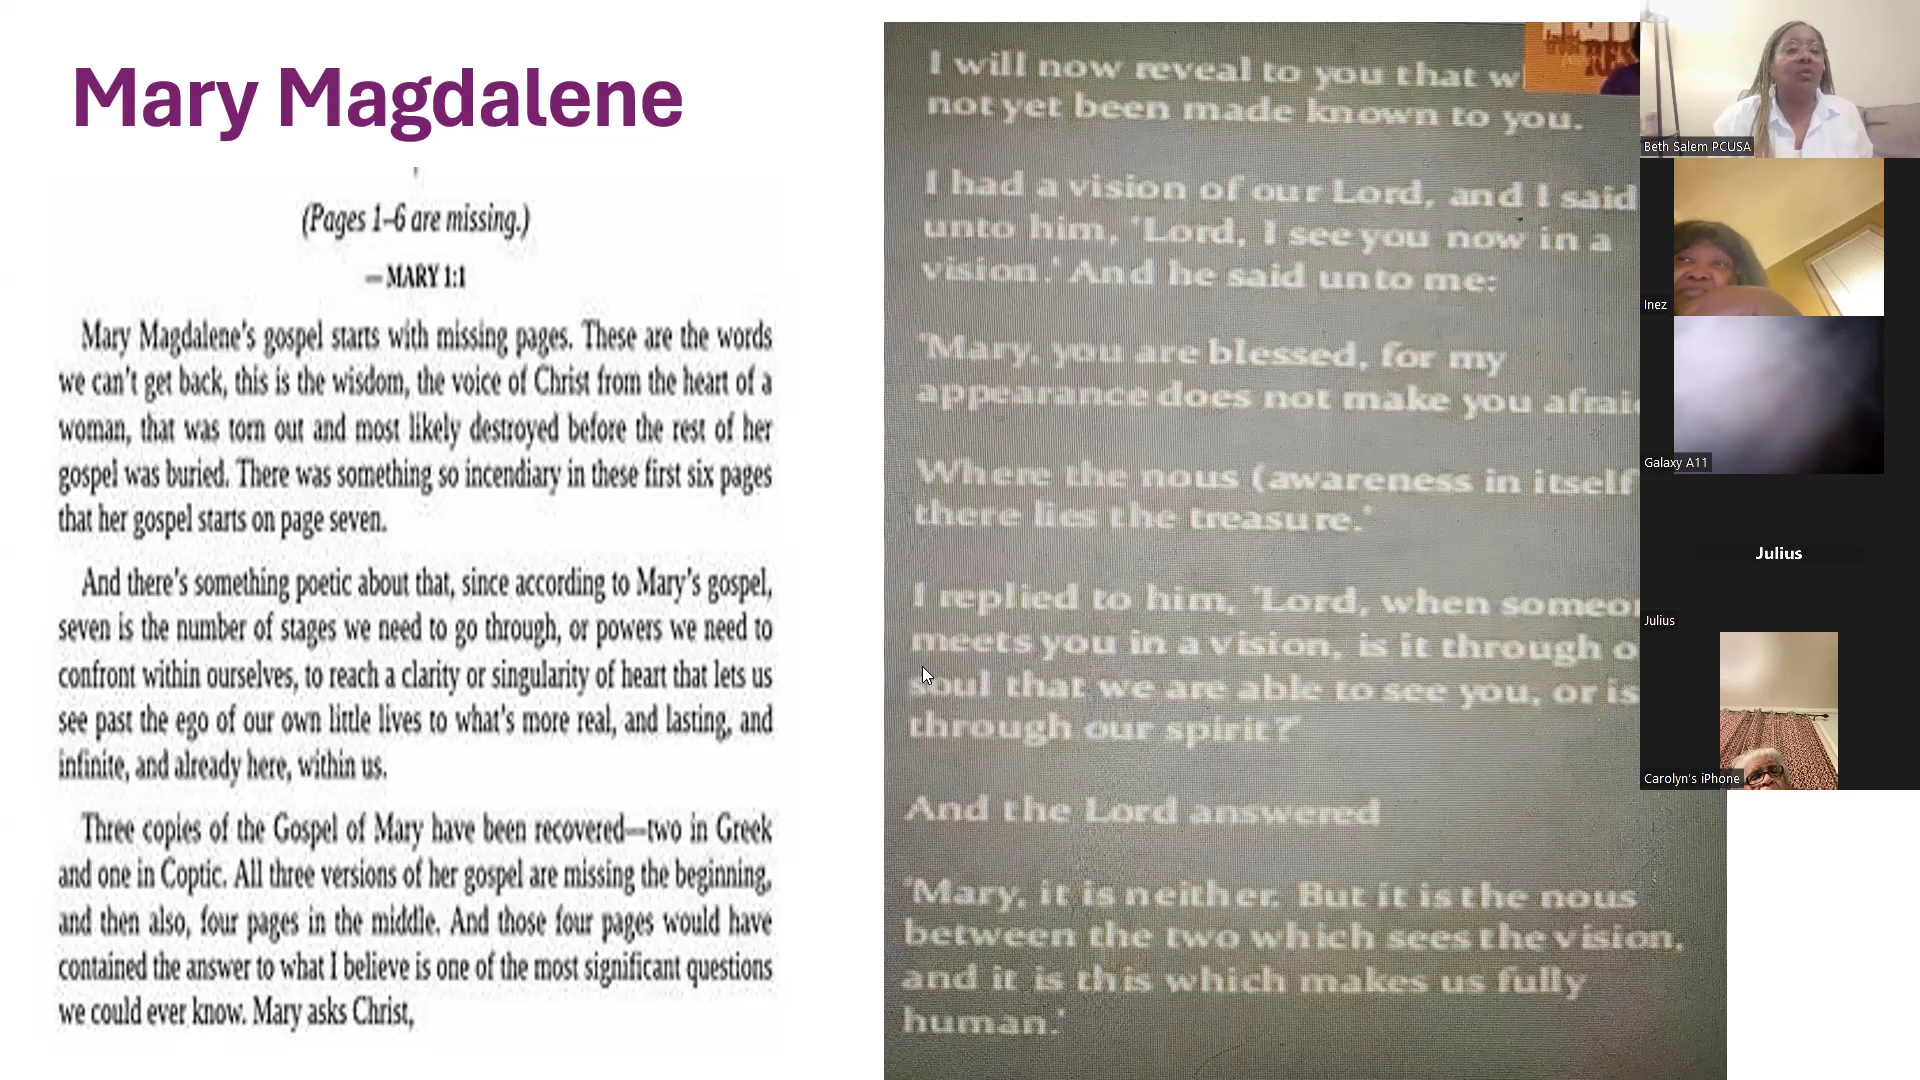 Mary Magdalene
(Pages 1–6 are missing.)
—MARY 1:1
Mary Magdalene's gospel starts with missing pages. These are the words
we can't get back, this is the wisdom, the voice of Christ from the heart of a
woman, that was torn out and most likely destroyed before the rest of her
gospel was buried. There was something so incendiary in these first six pages
that her gospel starts on page seven.
And there's something poetic about that, since according to Mary's gospel,
seven is the number of stages we need to go through, or powers we need to
confront within ourselves, to reach a clarity or singularity of heart that lets us
see past the ego of our own little lives to what's more real, and lasting, and
infinite, and already here, within us.
Three copies of the Gospel of Mary have been recovered—two in Greek
and one in Coptic. All three versions of her gospel are missing the beginning,
and then also, four pages in the middle. And those four pages would have
contained the answer to what I believe is one of the most significant questions
we could ever know. Mary asks Christ,
I will now reveal to you that w
not yet been made known to you.
I had a vision of our Lord, and I said
unto him, 'Lord, I see you now in a
vision.' And he said unto me:
'Mary, you are blessed, for my
appearance does not make you afrai
Where the nous (awareness in itself
there lies the treasure.'
I replied to him, 'Lord, when someo
meets you in a vision, is it through o
soul that we are able to see you, or is
through our spirit?'
And the Lord answered
'Mary, it is neither. But it is the nous
between the two which sees the vision,
and it is this which makes us fully
human.'
Beth Salem PCUSA
Inez
Galaxy A11
Julius
Julius
Carolyn's iPhone